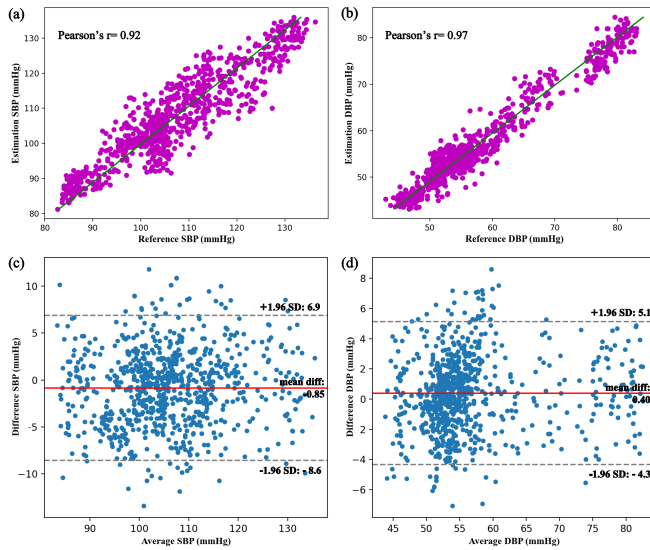 (a)
Pearson's r= 0.92
Estimation SBP (mmHg)
130
120
110
100
90
80
80
90
100
110
120
130
Reference SBP (mmHg)
(b)
Pearson's r= 0.97
Estimation DBP (mmHg)
80
70
60
50
50
60
70
80
Reference DBP (mmHg)
(c)
Difference SBP (mmHg)
10
5
0
−5
−10
+1.96 SD: 6.9
mean diff:
-0.85
-1.96 SD: - 8.6
90
100
110
120
130
Average SBP (mmHg)
(d)
Difference DBP (mmHg)
8
6
4
2
0
−2
−4
−6
+1.96 SD: 5.1
mean diff:
0.40
-1.96 SD: - 4.3
40
45
50
55
60
65
70
75
80
Average DBP (mmHg)